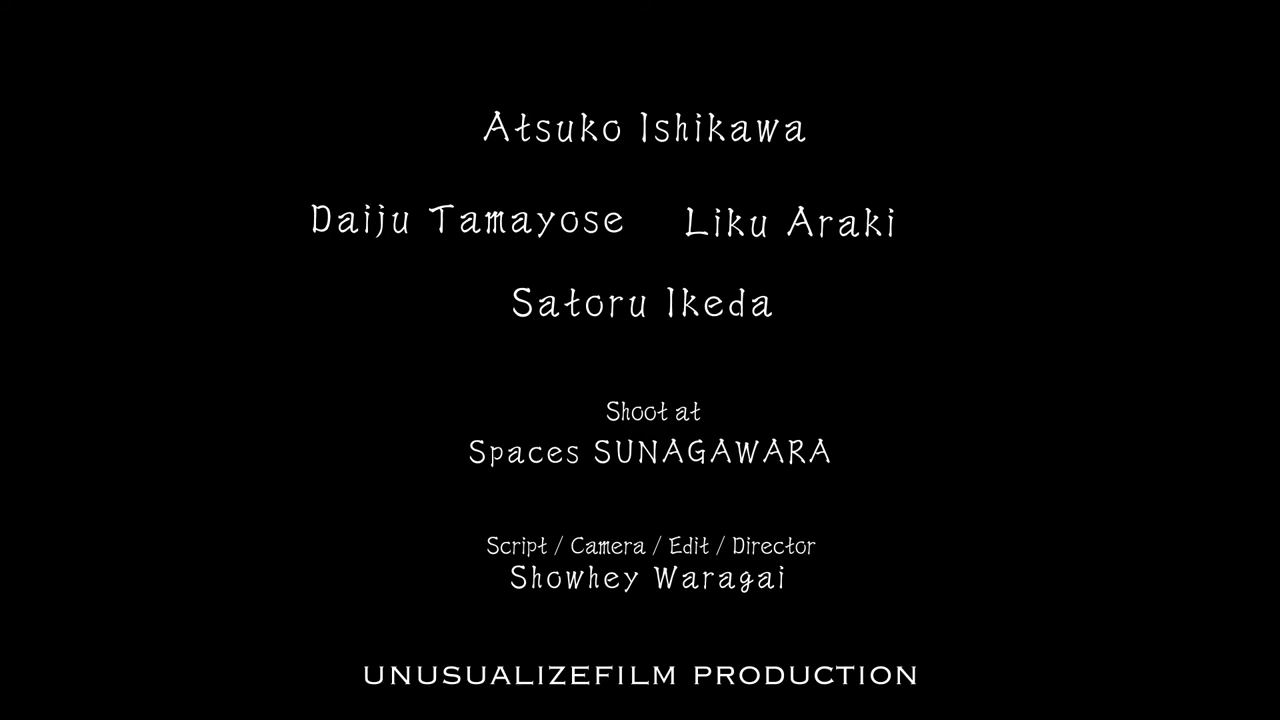 Atsuko Ishikawa
Daiju Tamayose Liku Araki
Satoru Ikeda
Shoot at
Spaces SUNAGAWARA
Script / Camera / Edit / Director
Showhey Waragai
UNUSUALIZEFILM PRODUCTION